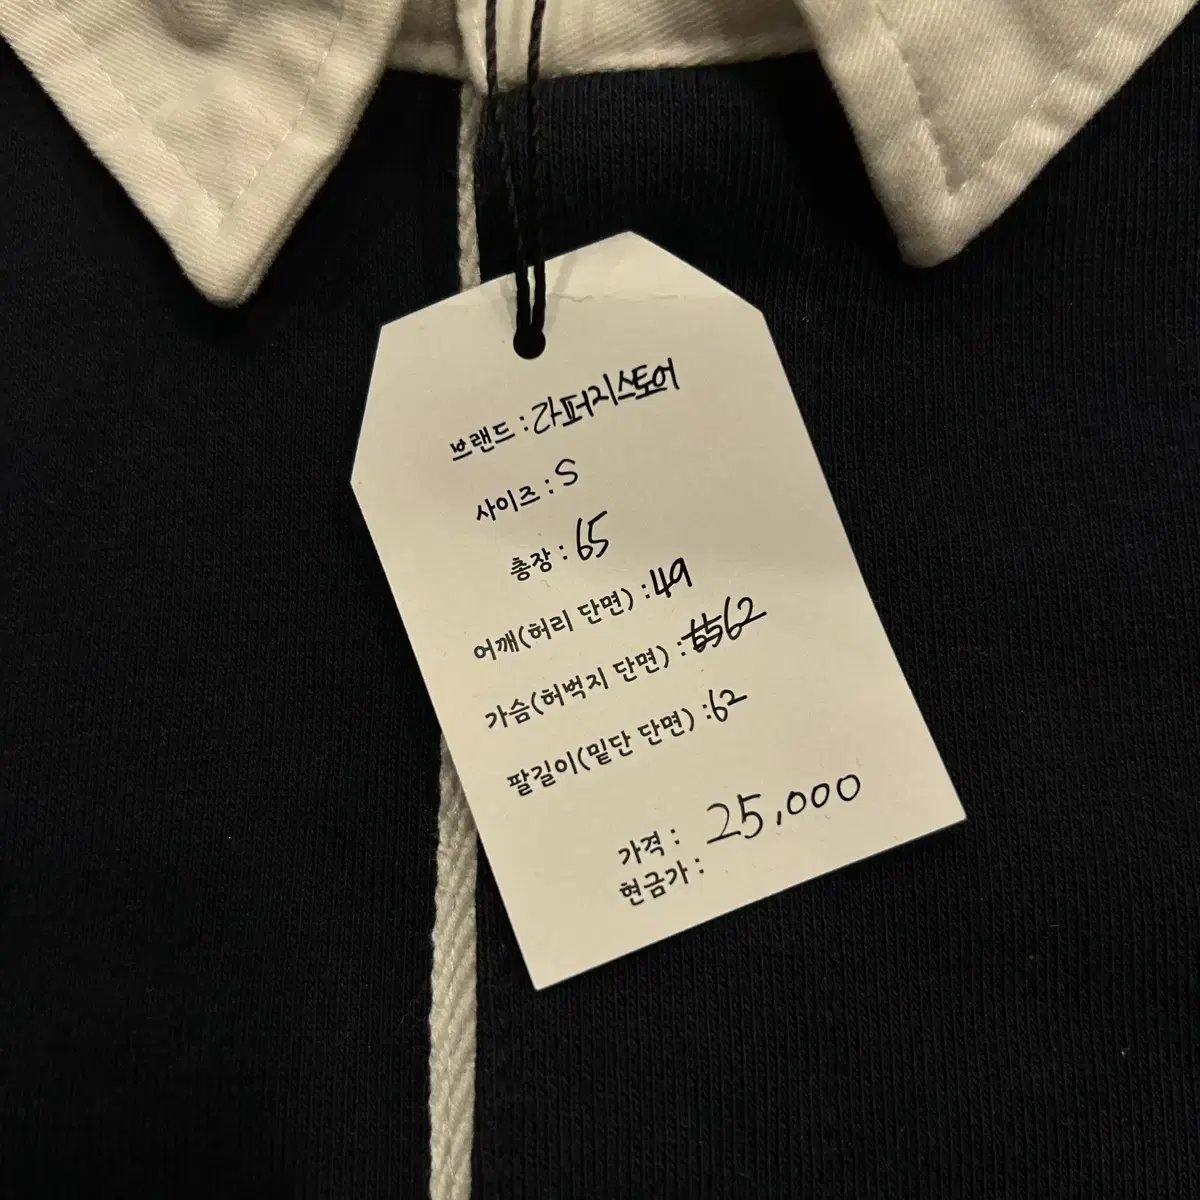 브랜드 : 라퍼지스토어
사이즈 : S
총장 : 65
어깨(허리 단면) : 49
가슴(허벅지 단면) : 62
팔길이(밑단 단면) : 62
가격 : 25,000
현금가 :